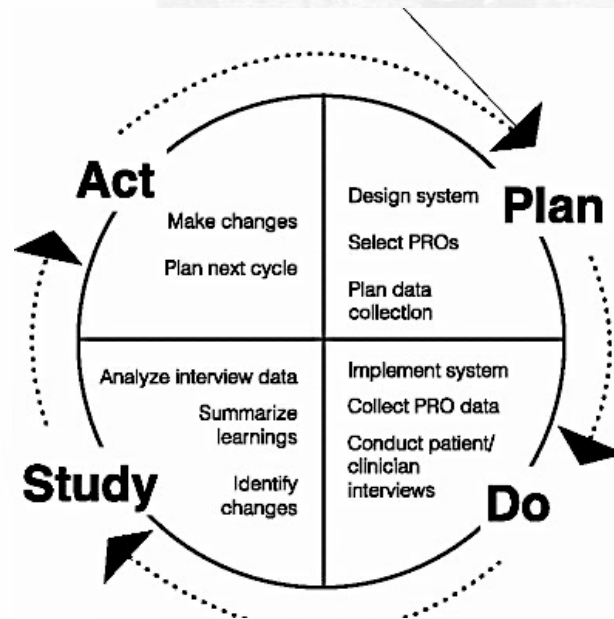 Act
Make changes
Plan next cycle
Plan
Design system
Select PROs
Plan data
collection
Do
Implement system
Collect PRO data
Conduct patient/
clinician
interviews
Study
Analyze interview data
Summarize
learnings
Identify
changes